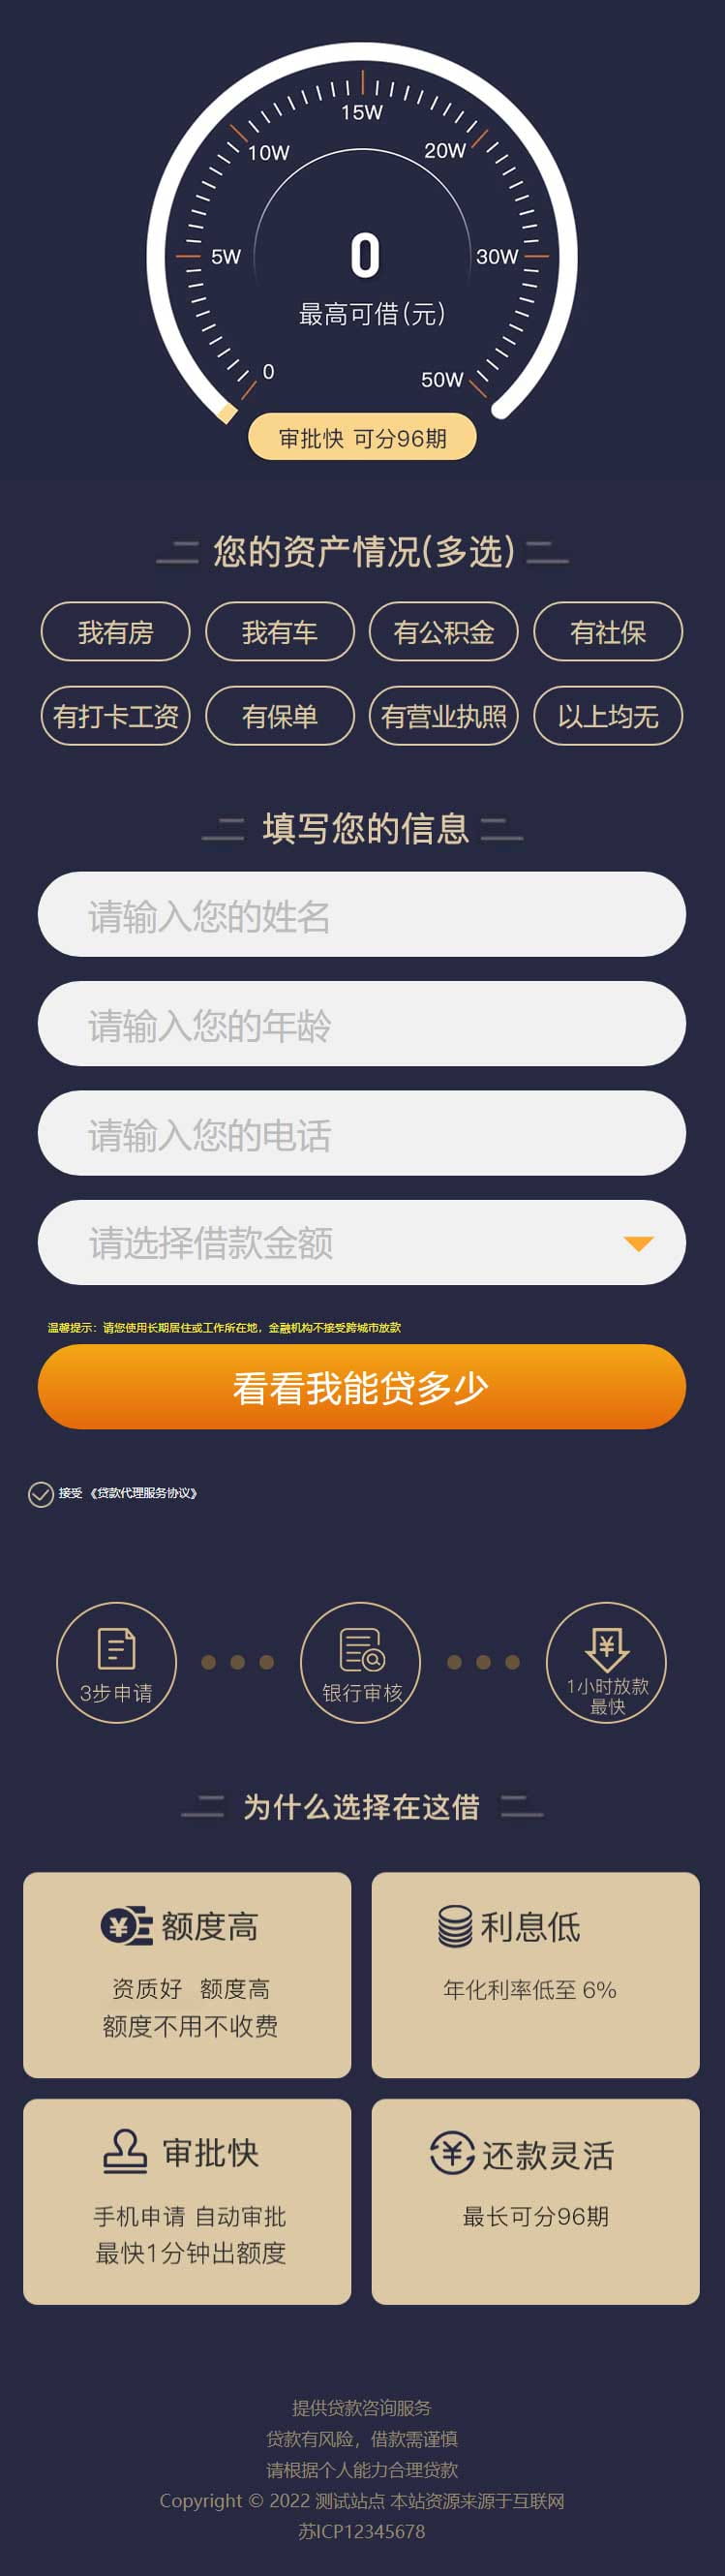 15W
10W
20W
5W
0
30W
最高可借(元)
0
50W
审批快 可分96期
您的资产情况(多选)
我有房
我有车
有公积金
有社保
有打卡工资
有保单
有营业执照
以上均无
填写您的信息
请输入您的姓名
请输入您的年龄
请输入您的电话
请选择借款金额
温馨提示：请您使用长期居住或工作所在地，金融机构不接受跨城市放款
看看我能贷多少
接受 《贷款代理服务协议》
3步申请
银行审核
1小时放款
最快
为什么选择在这借
额度高
资质好 额度高
额度不用不收费
利息低
年化利率低至 6%
审批快
手机申请 自动审批
最快1分钟出额度
还款灵活
最长可分96期
提供贷款咨询服务
贷款有风险，借款需谨慎
请根据个人能力合理贷款
Copyright © 2022 测试站点 本站资源来源于互联网
苏ICP12345678